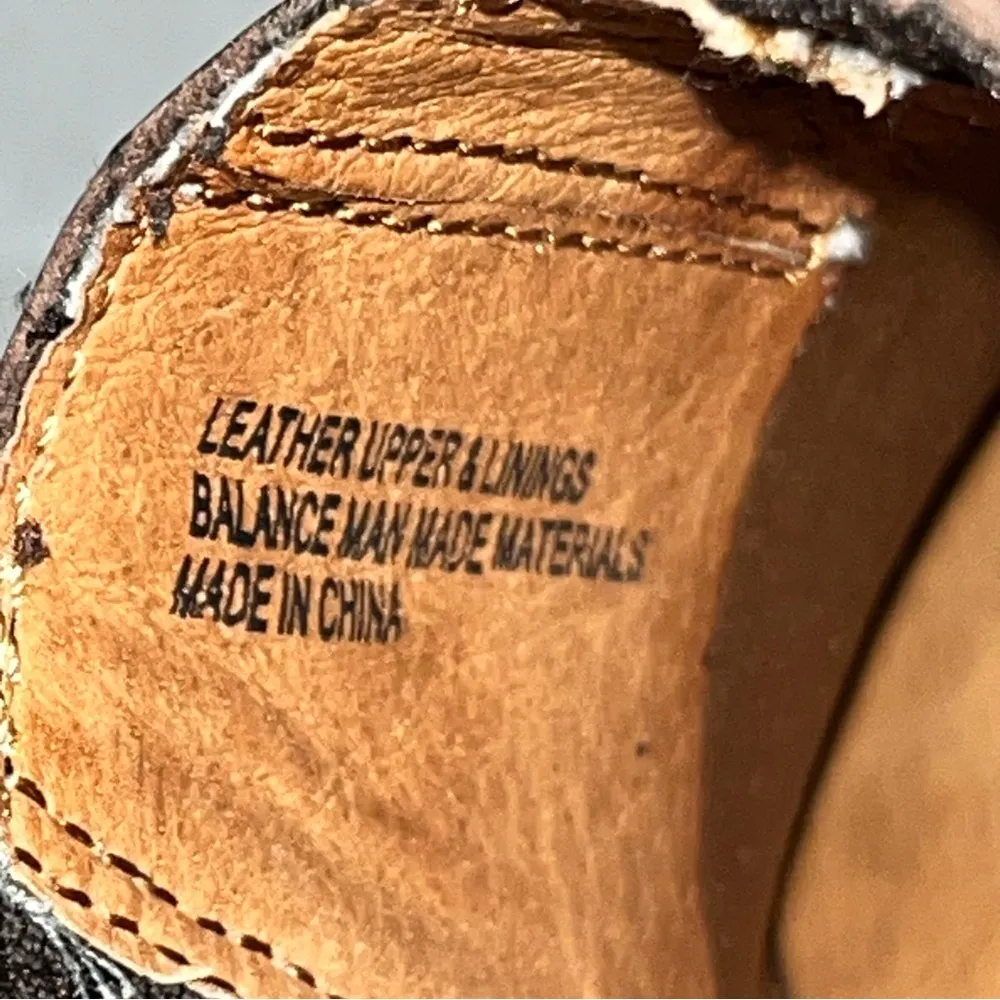 LEATHER UPPER & LININGS
BALANCE MAN MADE MATERIALS
MADE IN CHINA